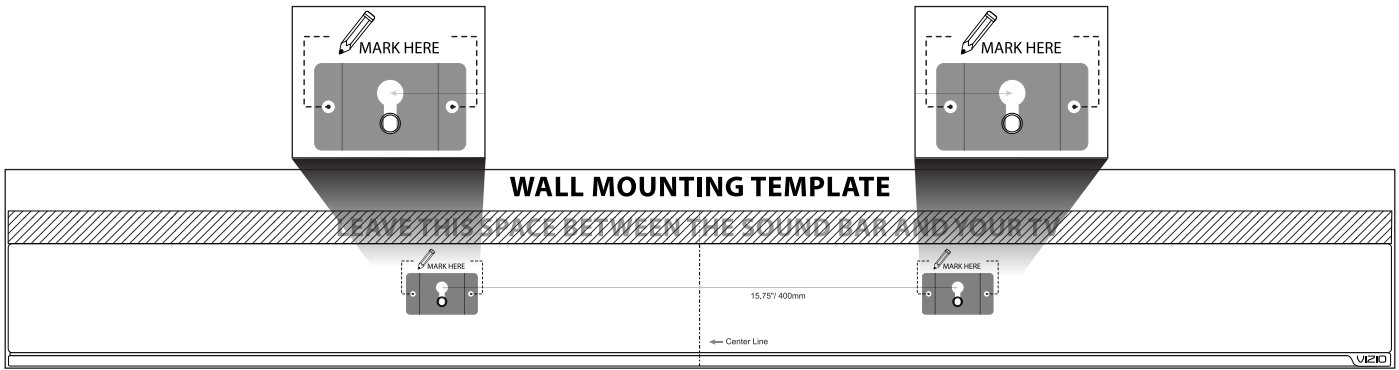 MARK HERE
MARK HERE
WALL MOUNTING TEMPLATE
LEAVE THIS SPACE BETWEEN THE SOUND BAR AND YOUR TV
MARK HERE
MARK HERE
15.75"/ 400mm
Center Line
VIZIO